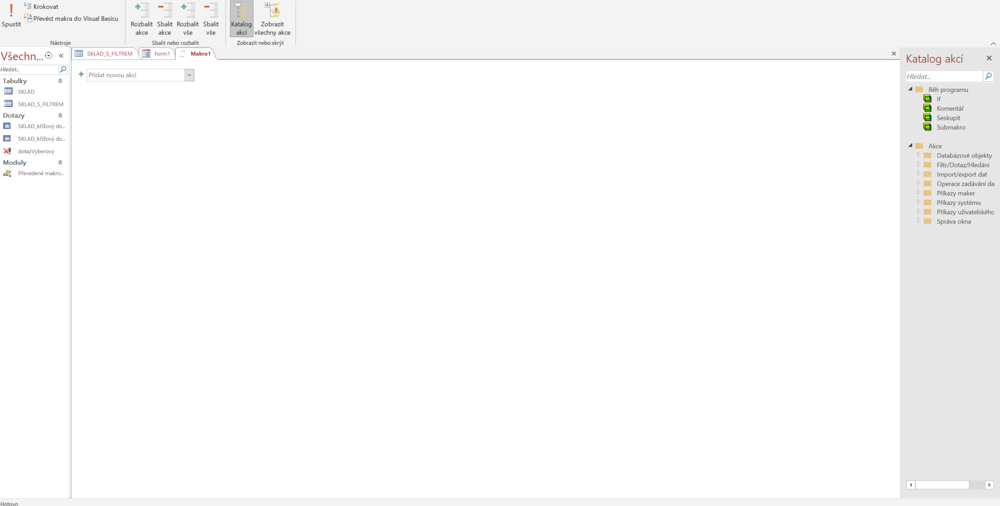 Krokovat
Převést makra do Visual Basicu
Spustit
Rozbalit akce
Sbalit akce
Rozbalit vše
Sbalit vše
Katalog akcí
Zobrazit všechny akce
Nástroje
Sbalit nebo rozbalit
Zobrazit nebo skrýt
Všechn...
Hledat...
Tabulky
SKLAD
SKLAD_S_FILTREM
Dotazy
SKLAD_křížový do...
SKLAD_křížový do...
dotazVyberovy
Moduly
Převedené makro...
SKLAD_S_FILTREM
Form1
Makro1
Přidat novou akci
Katalog akcí
Hledat...
Běh programu
If
Komentář
Seskupit
Submakro
Akce
Databázové objekty
Filtr/Dotaz/Hledání
Import/export dat
Operace zadávání da
Příkazy maker
Příkazy systému
Příkazy uživatelského
Správa okna
Hotovo